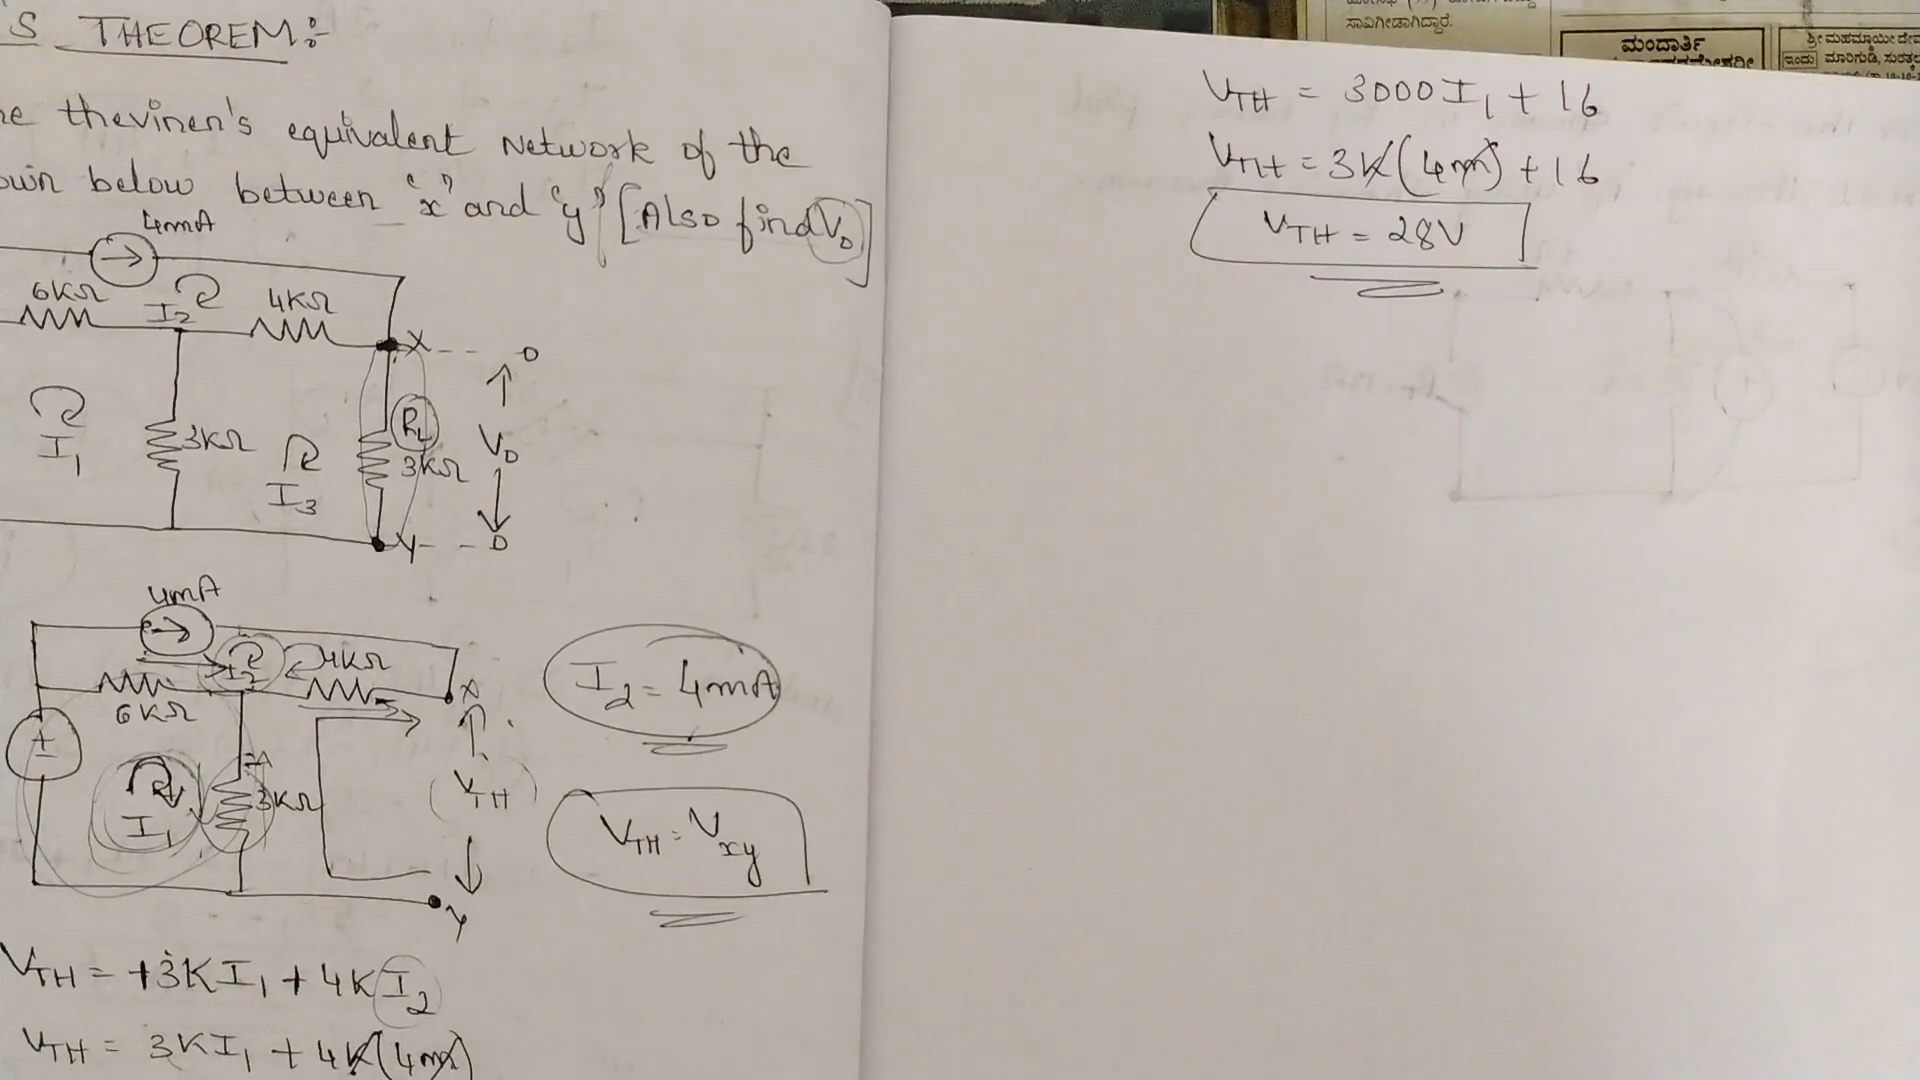 S THEOREM:-
thevinen's equivalent Network of the
below between "x" and "y" [Also find V₀]
4mA
6KΩ
I₂
4KΩ
X
I₁
3KΩ
I₃
RL
3KΩ
V₀
Y
4mA
I₂
4KΩ
6KΩ
X
+
-
I₁
3KΩ
VTH
Y
I₂ = 4mA
VTH = Vxy
VTH = +3KI₁ + 4KI₂
VTH = 3KI₁ + 4K(4m)
VTH = 3000I₁ + 16
VTH = 3K(4m) + 16
VTH = 28V
ಸಾವಿಗೀಡಾಗಿದ್ದಾರೆ.
ಮಂದಾರ್ತಿ
ಇಂದು ಮಾರಿಗುಡಿ,